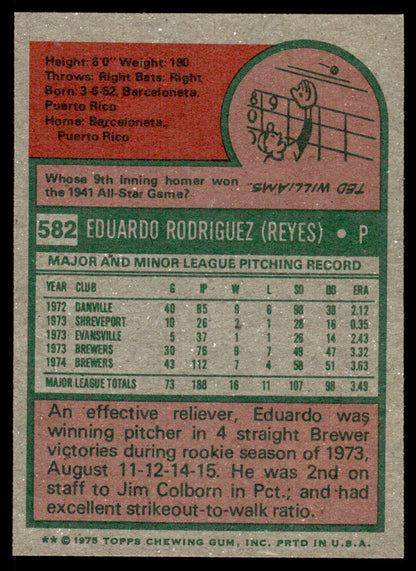 Height: 6'0" Weight: 180
Throws: Right Bats: Right
Born: 3-6-52, Barceloneta,
Puerto Rico
Home: Barceloneta,
Puerto Rico
Whose 9th inning homer won
the 1941 All-Star Game?
TED WILLIAMS.
582 EDUARDO RODRIGUEZ (REYES) • P
MAJOR AND MINOR LEAGUE PITCHING RECORD
YEAR CLUB G IP W L SO BB ERA
1972 DANVILLE 40 85 9 6 98 38 2.12
1973 SHREVEPORT 10 26 2 1 28 16 0.35
1973 EVANSVILLE 5 37 1 1 26 14 2.43
1973 BREWERS 30 76 9 7 49 47 3.32
1974 BREWERS 43 112 7 4 58 51 3.63
MAJOR LEAGUE TOTALS 73 188 16 11 107 98 3.49
An effective reliever, Eduardo was
winning pitcher in 4 straight Brewer
victories during rookie season of 1973,
August 11-12-14-15. He was 2nd on
staff to Jim Colborn in Pct.; and had
excellent strikeout-to-walk ratio.
** © 1975 TOPPS CHEWING GUM, INC. PRTD IN U.S.A.